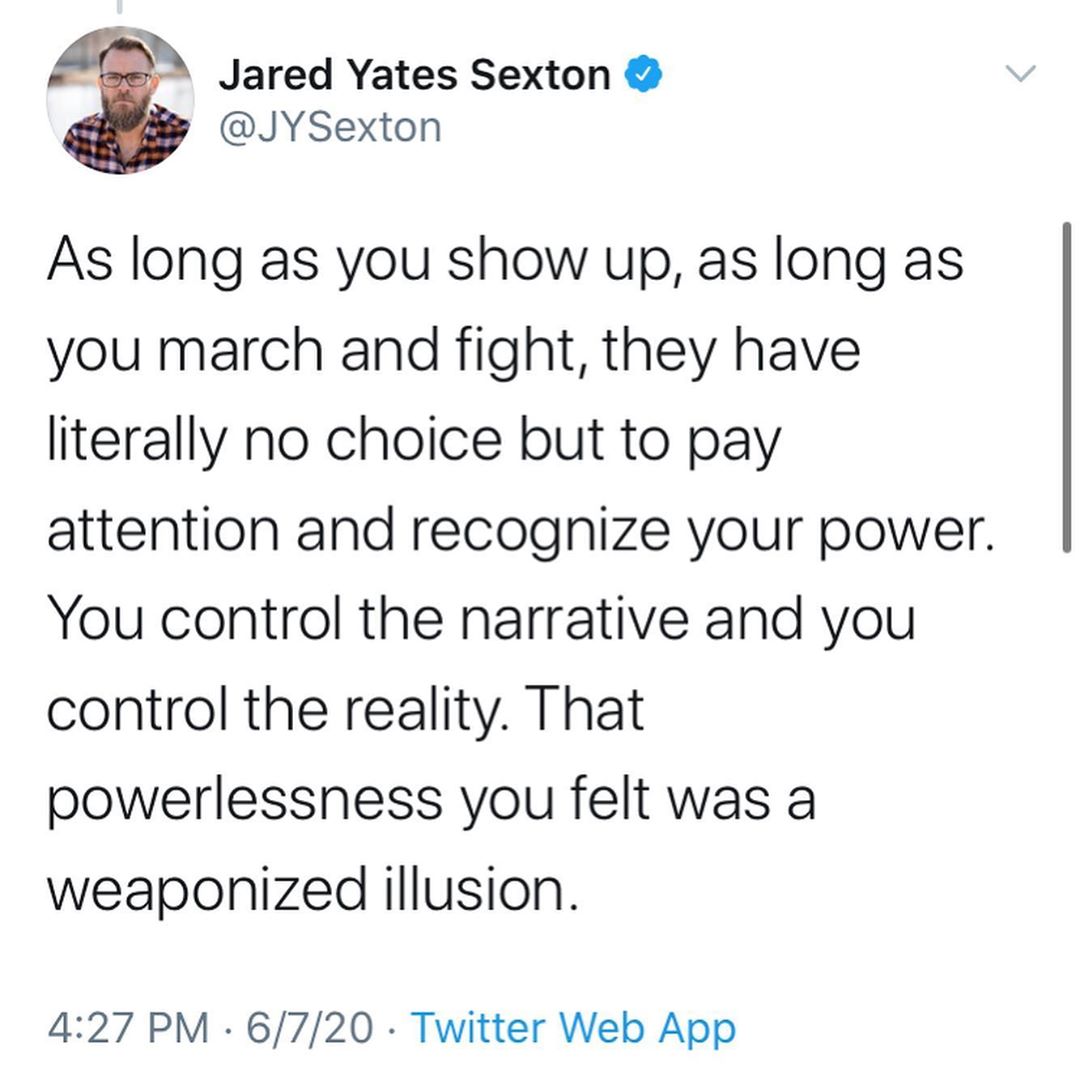 Jared Yates Sexton
@JYSexton
As long as you show up, as long as
you march and fight, they have
literally no choice but to pay
attention and recognize your power.
You control the narrative and you
control the reality. That
powerlessness you felt was a
weaponized illusion.
4:27 PM · 6/7/20 · Twitter Web App